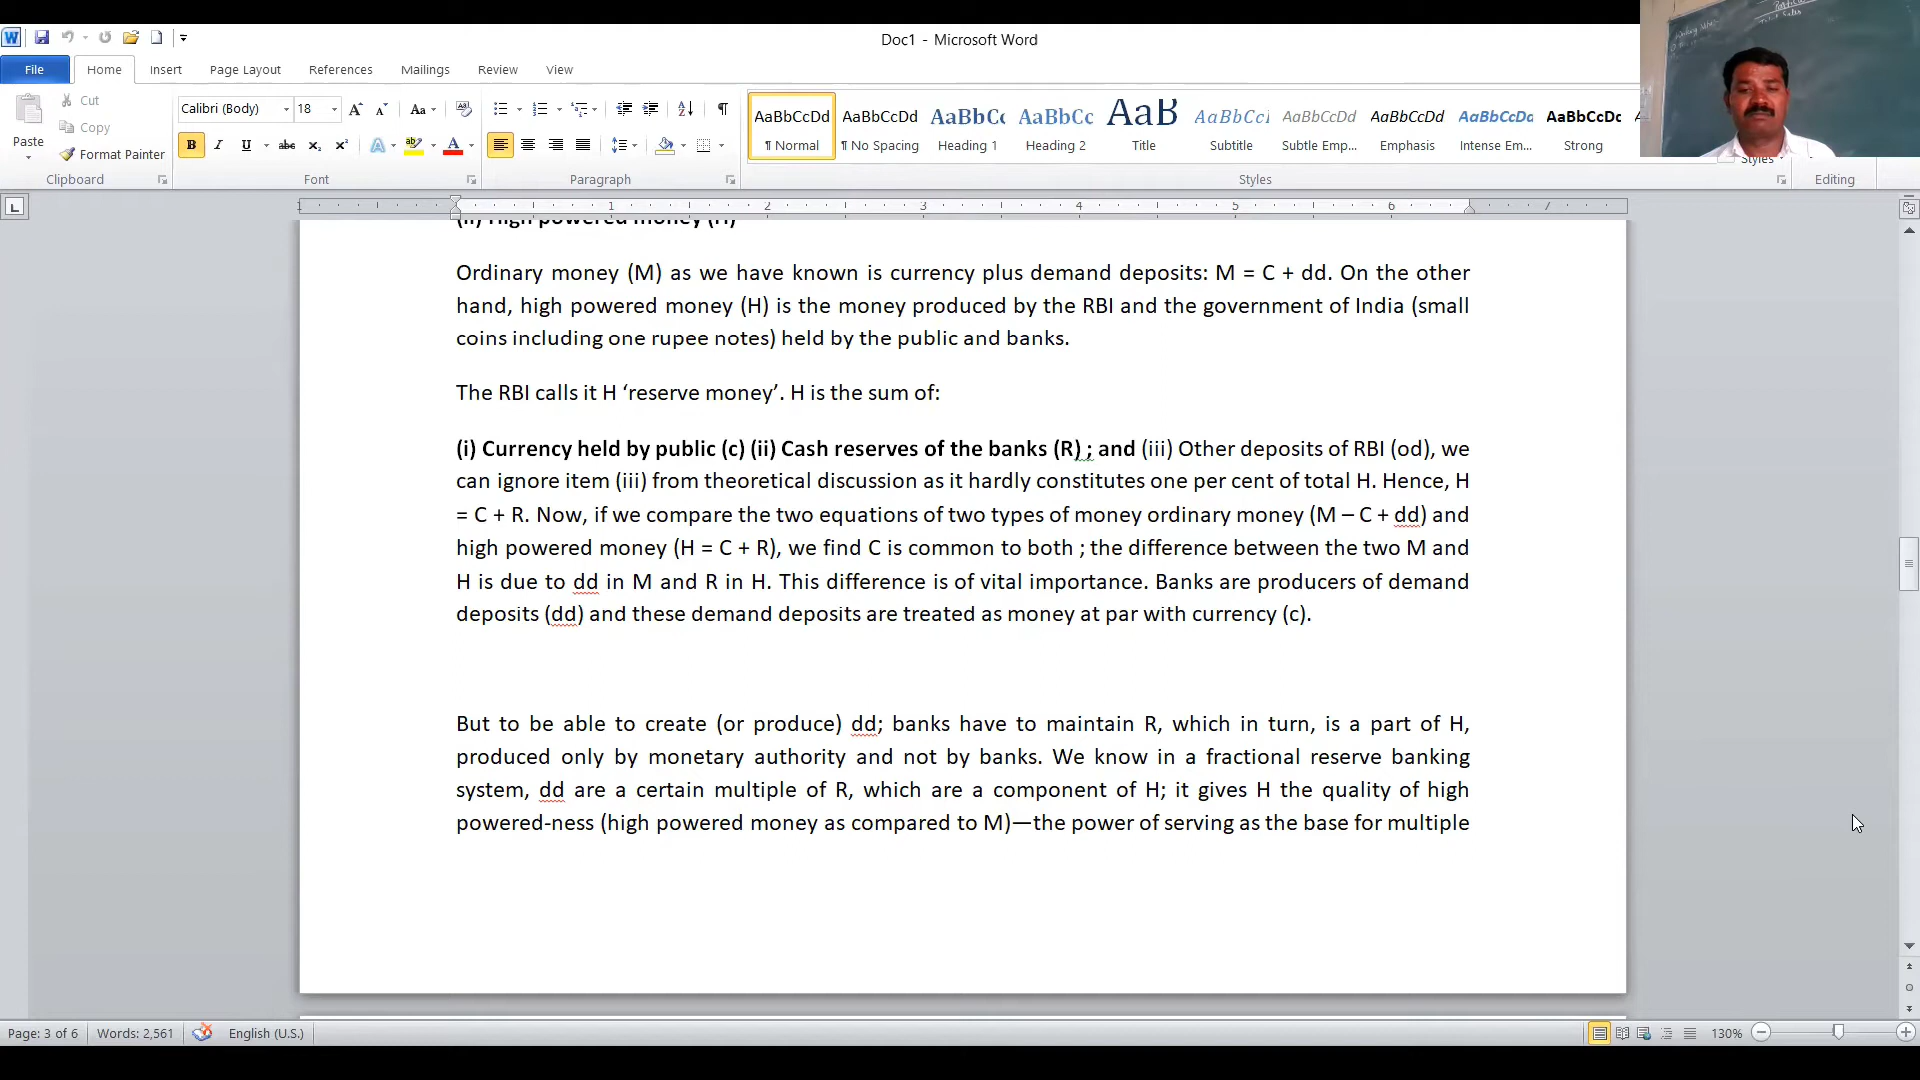 Doc1 - Microsoft Word
File Home Insert Page Layout References Mailings Review View
Cut
Copy
Format Painter
Paste
Calibri (Body) 18
AaBbCcDd AaBbCcDd AaBbCc AaBbCc AaB AaBbCcI AaBbCcDd AaBbCcDd AaBbCcDd AaBbCcDc
¶ Normal ¶ No Spacing Heading 1 Heading 2 Title Subtitle Subtle Emp... Emphasis Intense Em... Strong
Styles
Clipboard Font Paragraph Styles Editing
1 1 2 3 4 5 6 7
(ii) High powered money (H)
Ordinary money (M) as we have known is currency plus demand deposits: M = C + dd. On the other
hand, high powered money (H) is the money produced by the RBI and the government of India (small
coins including one rupee notes) held by the public and banks.
The RBI calls it H ‘reserve money’. H is the sum of:
(i) Currency held by public (c) (ii) Cash reserves of the banks (R) ; and (iii) Other deposits of RBI (od), we
can ignore item (iii) from theoretical discussion as it hardly constitutes one per cent of total H. Hence, H
= C + R. Now, if we compare the two equations of two types of money ordinary money (M – C + dd) and
high powered money (H = C + R), we find C is common to both ; the difference between the two M and
H is due to dd in M and R in H. This difference is of vital importance. Banks are producers of demand
deposits (dd) and these demand deposits are treated as money at par with currency (c).
But to be able to create (or produce) dd; banks have to maintain R, which in turn, is a part of H,
produced only by monetary authority and not by banks. We know in a fractional reserve banking
system, dd are a certain multiple of R, which are a component of H; it gives H the quality of high
powered-ness (high powered money as compared to M)—the power of serving as the base for multiple
Page: 3 of 6 Words: 2,561 English (U.S.) 130%